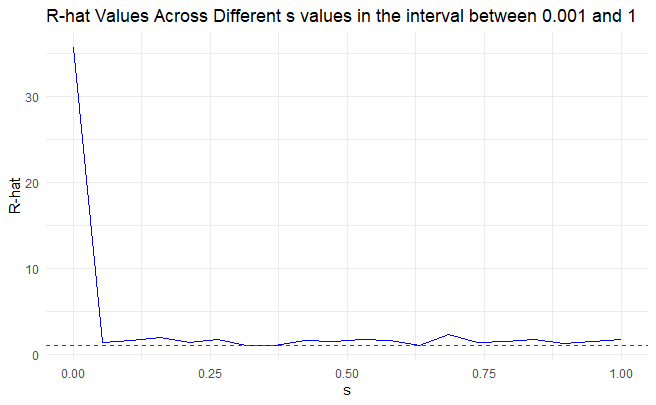 R-hat Values Across Different s values in the interval between 0.001 and 1
R-hat
30
20
10
0
0.00 0.25 0.50 0.75 1.00
s